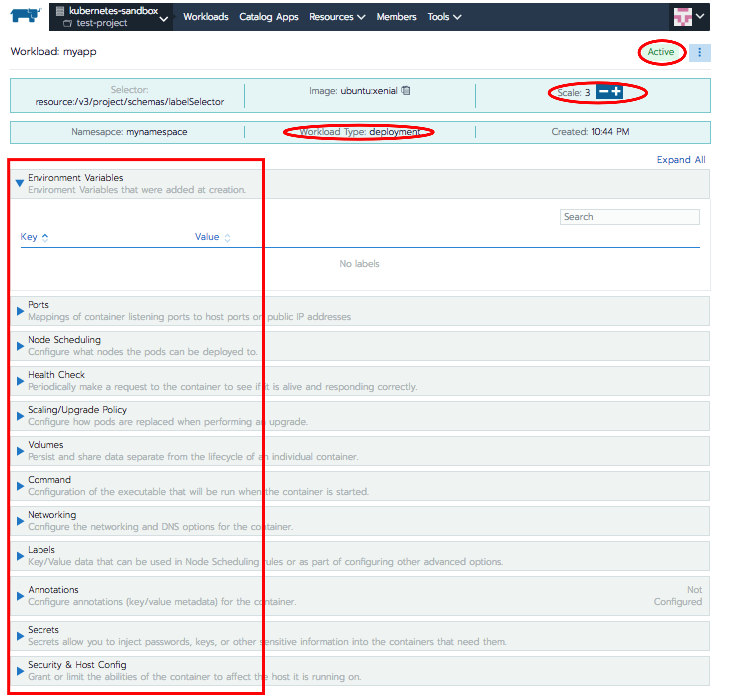 kubernetes-sandbox
test-project
Workloads Catalog Apps Resources Members Tools
Workload: myapp
Active
Selector:
resource:/v3/project/schemas/labelSelector
Image: ubuntu:xenial
Scale: 3
Namesapce: mynamespace
Workload Type: deployment
Created: 10:44 PM
Expand All
Environment Variables
Enviroment Variables that were added at creation.
Search
Key Value
No labels
Ports
Mappings of container listening ports to host ports on public IP addresses
Node Scheduling
Configure what nodes the pods can be deployed to.
Health Check
Periodically make a request to the container to see if it is alive and responding correctly.
Scaling/Upgrade Policy
Configure how pods are replaced when performing an upgrade.
Volumes
Persist and share data separate from the lifecycle of an individual container.
Command
Configuration of the executable that will be run when the container is started.
Networking
Configure the networking and DNS options for the container.
Labels
Key/Value data that can be used in Node Scheduling rules or as part of configuring other advanced options.
Annotations
Configure annotations (key/value metadata) for the container.
Not
Configured
Secrets
Secrets allow you to inject passwords, keys, or other sensitive information into the containers that need them.
Security & Host Config
Grant or limit the abilities of the container to affect the host it is running on.